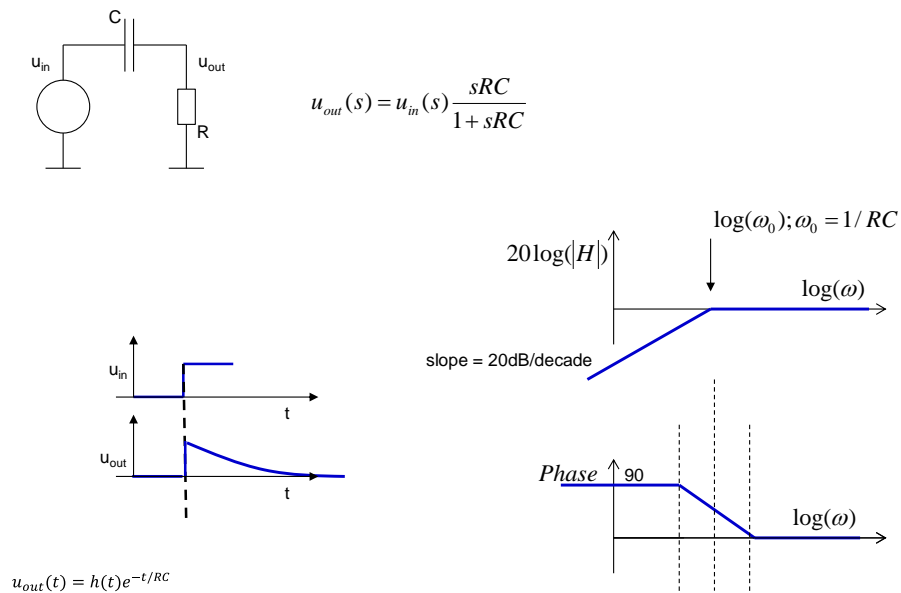 C
u_in
u_out
R
u_out(s) = u_in(s) sRC / (1 + sRC)
log(ω₀); ω₀ = 1/ RC
20log(|H|)
log(ω)
slope = 20dB/decade
u_in
t
u_out
t
Phase
90
log(ω)
u_out(t) = h(t)e^{-t/RC}